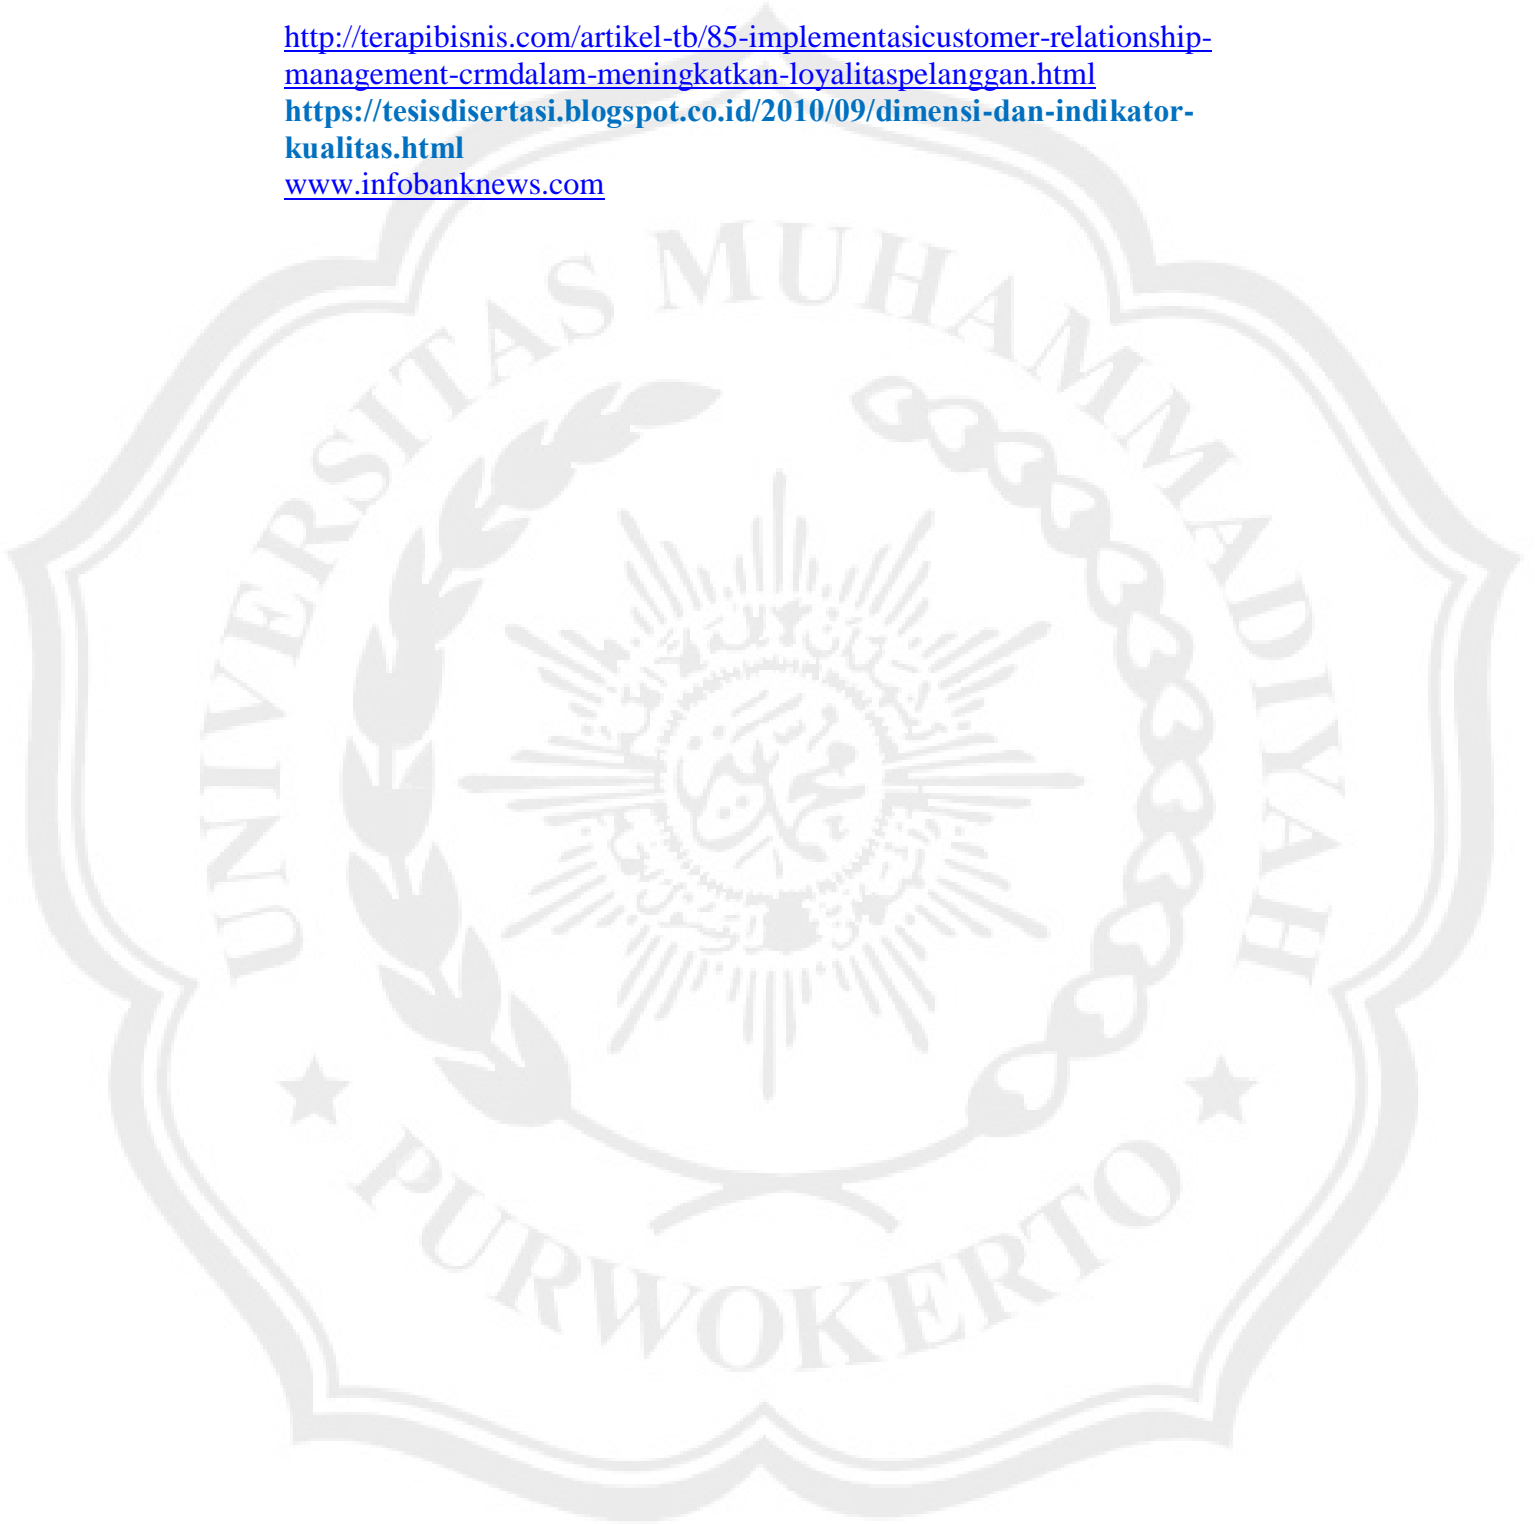 http://terapibisnis.com/artikel-tb/85-implementasicustomer-relationship-
management-crmdalam-meningkatkan-loyalitaspelanggan.html
https://tesisdisertasi.blogspot.co.id/2010/09/dimensi-dan-indikator-
kualitas.html
www.infobanknews.com
UNIVERSITAS MUHAMMADIYAH
PURWOKERTO